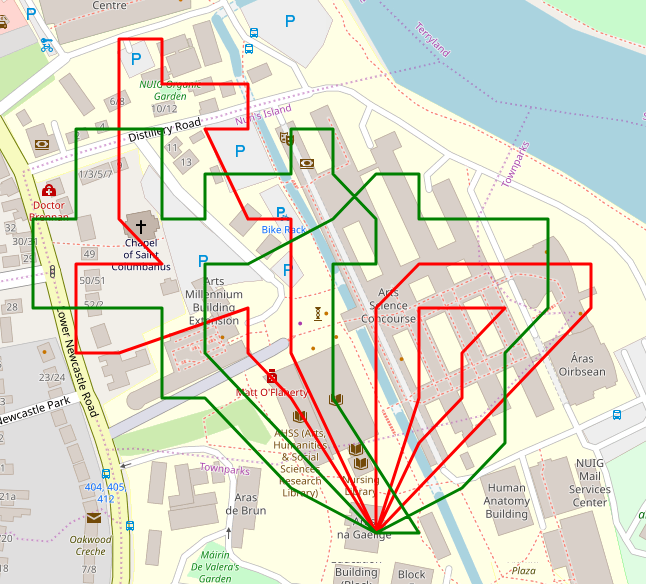 P
Centre
P
P
Terryland
NUIG Organic
Garden
6/8
10/12
Nun's Island
4
Distillery Road
P
11
13
1/3/5/7
Townparks
Doctor
Brennan
32
30/31
29
P
Bike Rack
Chapel
of Saint
Columbanus
49
P
P
50/51
52/2
28
Arts
Millennium
Building
Extension
Arts
Science
Concourse
Lower Newcastle Road
23/24
Áras
Oirbsean
Matt O'Flaherty
Newcastle Park
AHSS (Arts,
Humanities
& Social
Sciences
Research
Library)
Nursing
Library
Townparks
404, 405,
412
21a
Aras
de Brun
Human
Anatomy
Building
NUIG
Mail
Services
Center
na Gaeilge
Oakwood
Creche
7/8
Máirín
De Valera's
Garden
Building
Block
Plaza